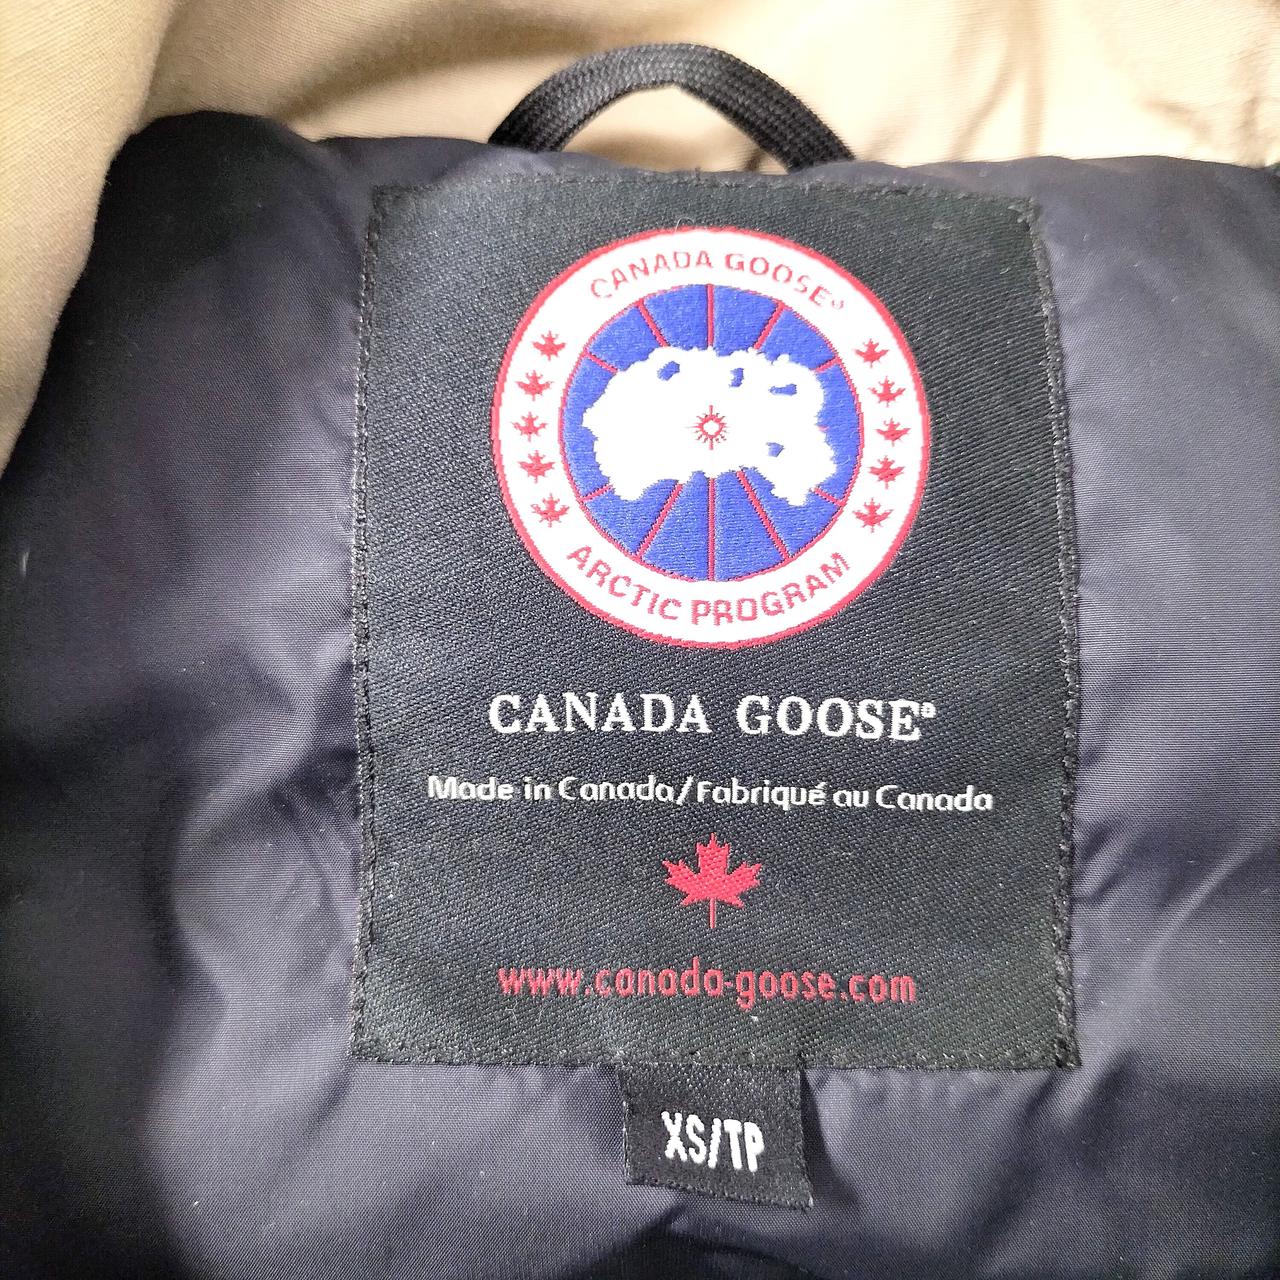 CANADA GOOSE®
ARCTIC PROGRAM
CANADA GOOSE®
Made in Canada/Fabriqué au Canada
www.canada-goose.com
XS/TP